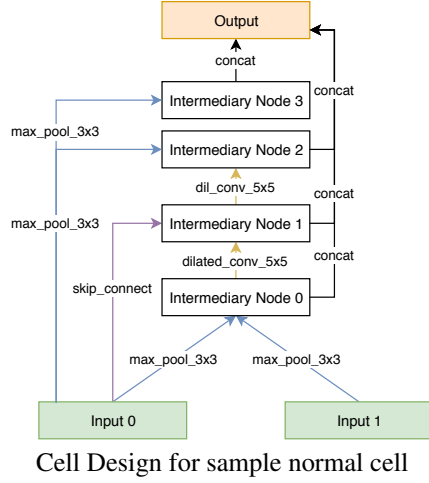 Output
concat
Intermediary Node 3
concat
max_pool_3x3
Intermediary Node 2
dil_conv_5x5
concat
max_pool_3x3
Intermediary Node 1
concat
dilated_conv_5x5
skip_connect
Intermediary Node 0
max_pool_3x3
max_pool_3x3
Input 0
Input 1
Cell Design for sample normal cell